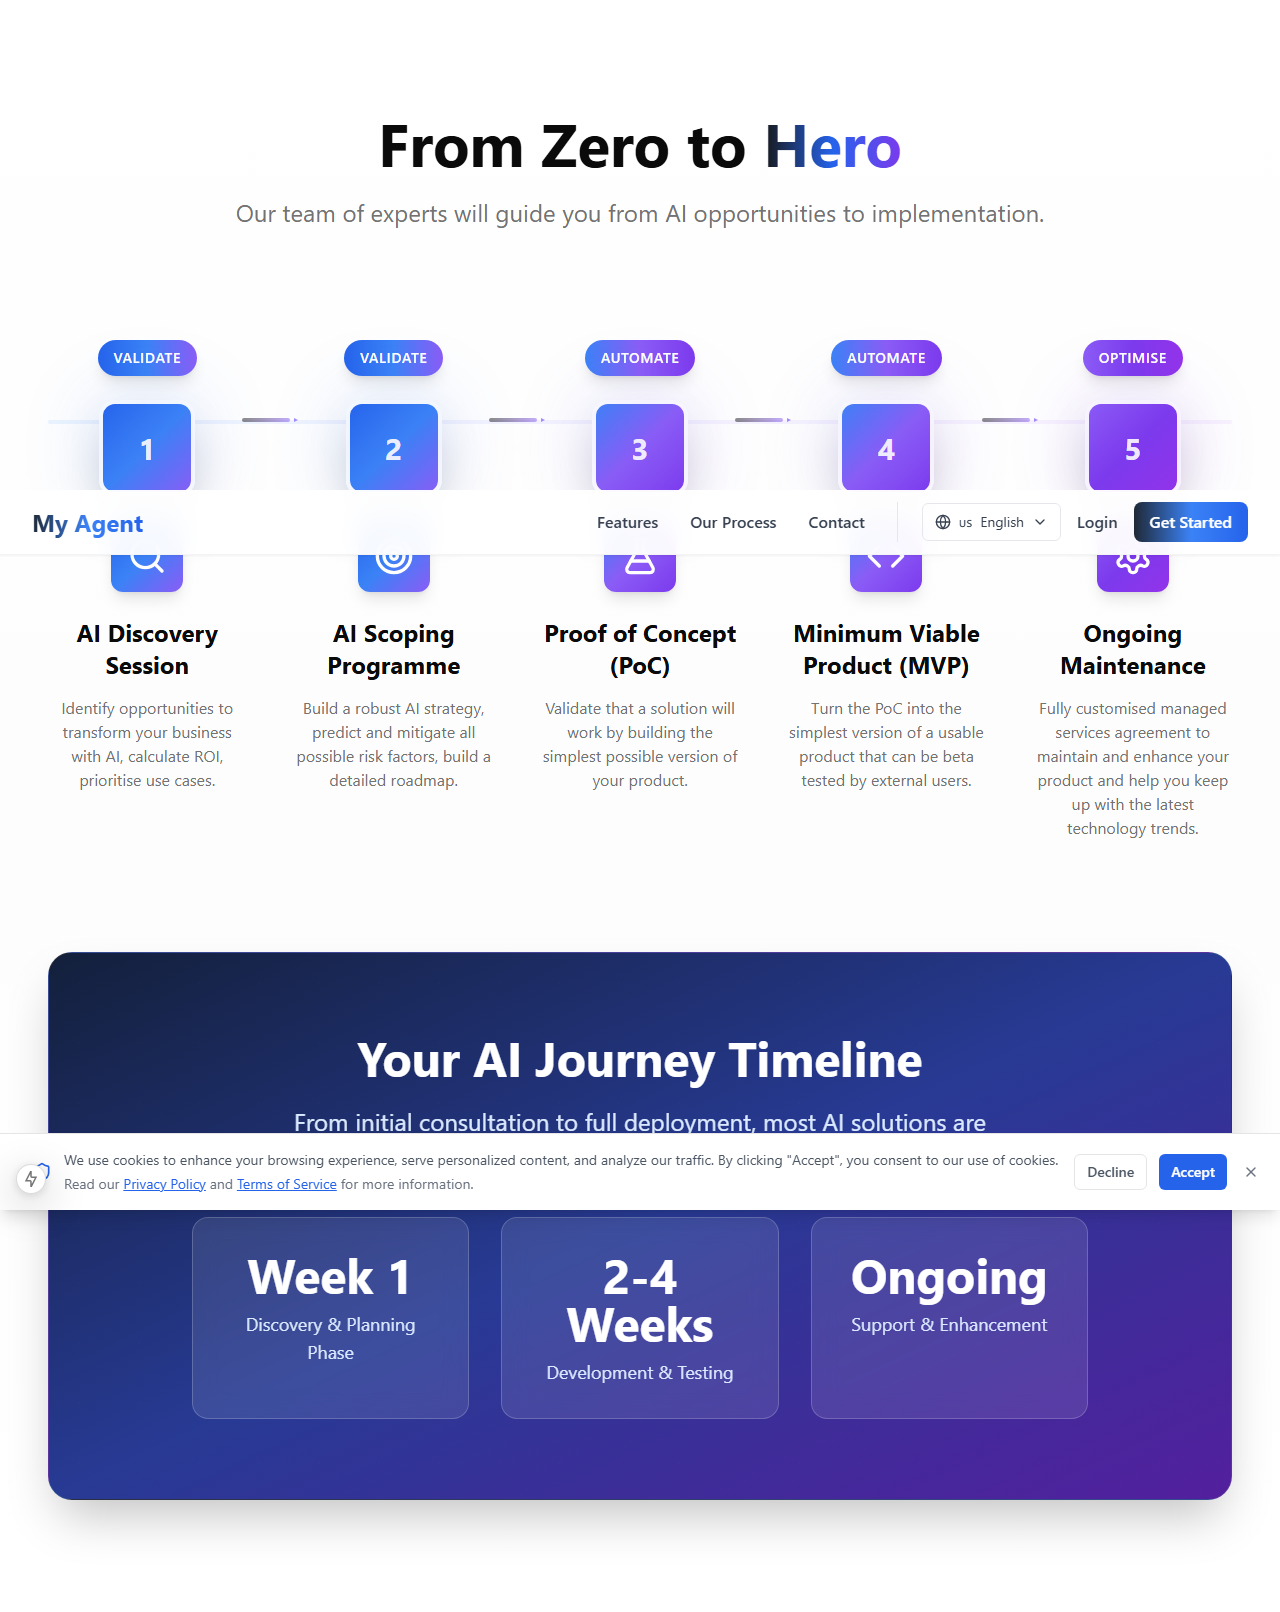 From Zero to Hero
Our team of experts will guide you from AI opportunities to implementation.
VALIDATE
VALIDATE
AUTOMATE
AUTOMATE
OPTIMISE
1
2
3
4
5
My Agent
Features
Our Process
Contact
us English
Login
Get Started
AI Discovery
Session
Identify opportunities to
transform your business
with AI, calculate ROI,
prioritise use cases.
AI Scoping
Programme
Build a robust AI strategy,
predict and mitigate all
possible risk factors, build a
detailed roadmap.
Proof of Concept
(PoC)
Validate that a solution will
work by building the
simplest possible version of
your product.
Minimum Viable
Product (MVP)
Turn the PoC into the
simplest version of a usable
product that can be beta
tested by external users.
Ongoing
Maintenance
Fully customised managed
services agreement to
maintain and enhance your
product and help you keep
up with the latest
technology trends.
Your AI Journey Timeline
From initial consultation to full deployment, most AI solutions are
We use cookies to enhance your browsing experience, serve personalized content, and analyze our traffic. By clicking "Accept", you consent to our use of cookies.
Read our Privacy Policy and Terms of Service for more information.
Decline
Accept
Week 1
Discovery & Planning
Phase
2-4
Weeks
Development & Testing
Ongoing
Support & Enhancement